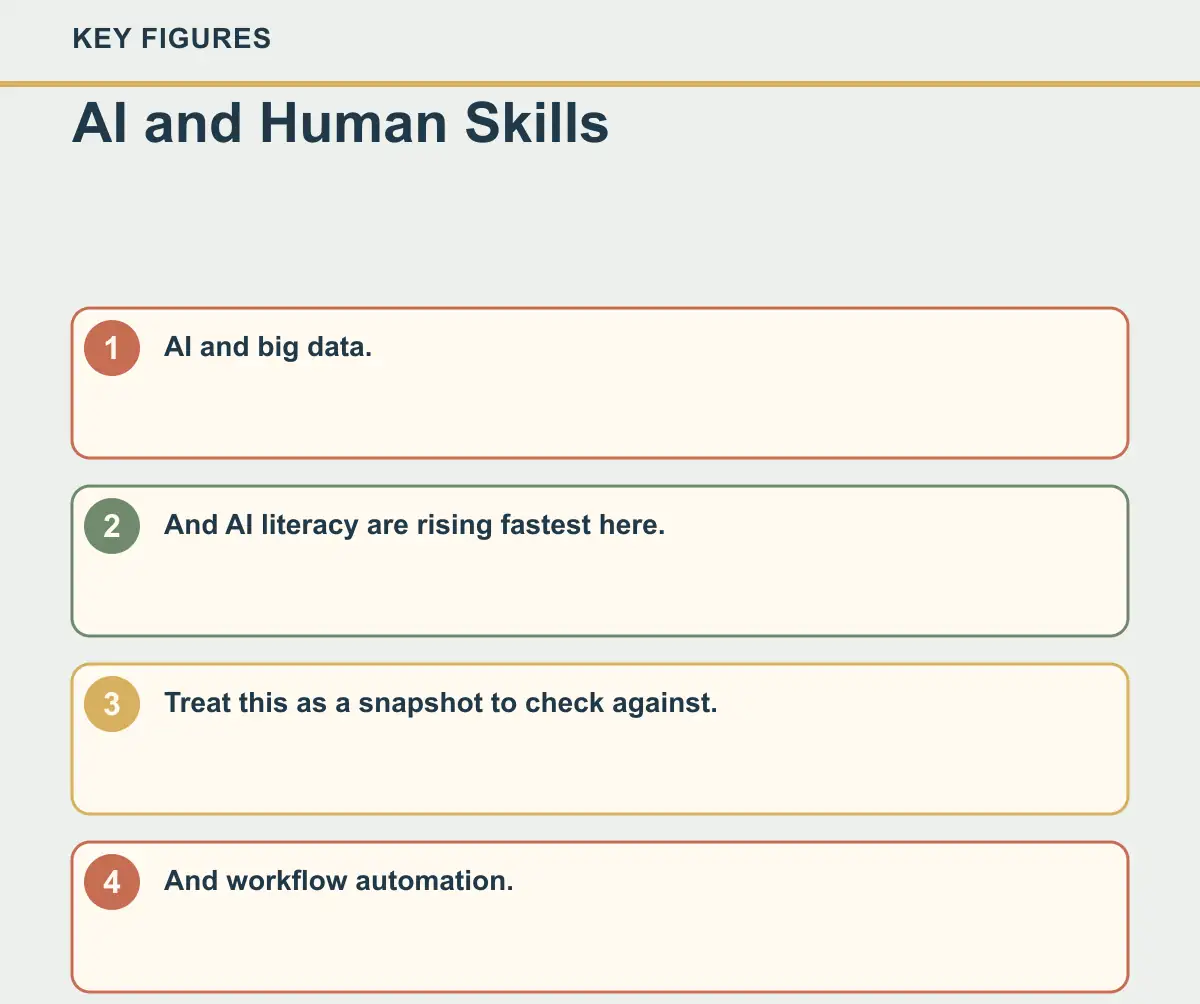 KEY FIGURES
AI and Human Skills
1 AI and big data.
2 And AI literacy are rising fastest here.
3 Treat this as a snapshot to check against.
4 And workflow automation.